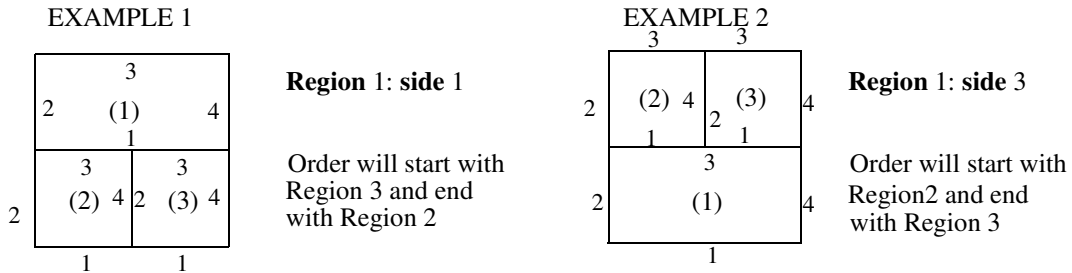 EXAMPLE 1
3
2 (1) 4
1
3 3
2 (2) 4 2 (3) 4
1 1
Region 1: side 1
Order will start with
Region 3 and end
with Region 2
EXAMPLE 2
3 3
2 (2) 4 2 (3) 4
1 1
3
2 (1) 4
1
Region 1: side 3
Order will start with
Region2 and end
with Region 3